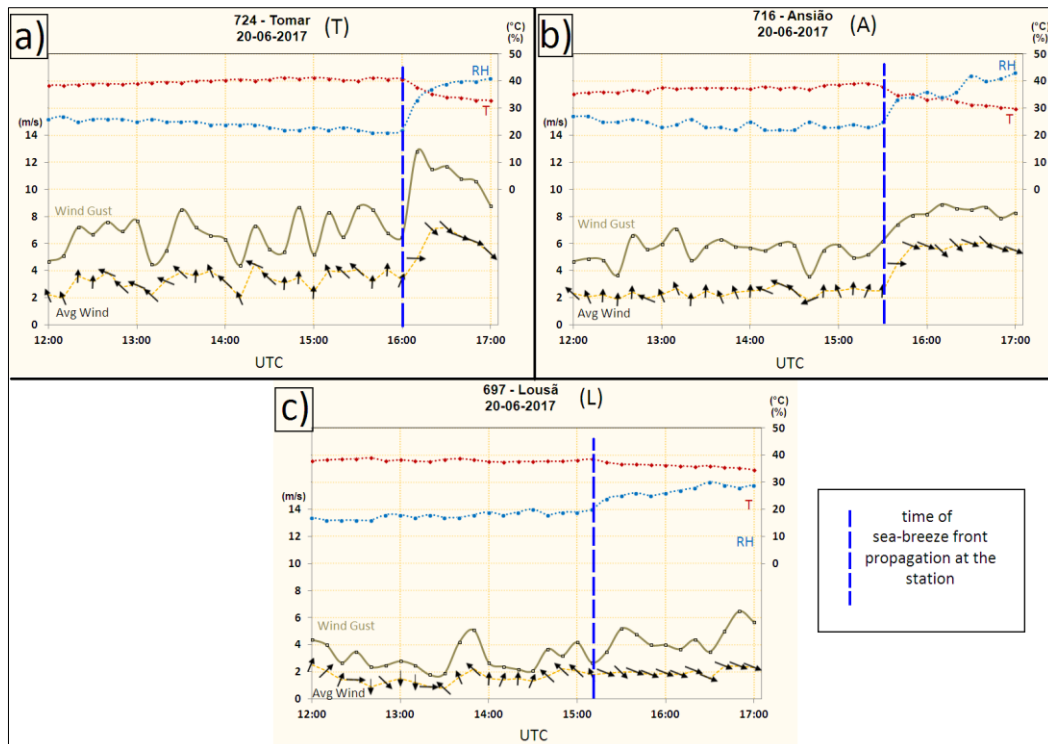 a)
724 - Tomar (T)
20-06-2017
(°C)
(%)
50
40
30
20
10
0
RH
T
(m/s)
14
12
10
8
6
4
2
0
Wind Gust
Avg Wind
12:00 13:00 14:00 15:00 16:00 17:00
UTC
b)
716 - Ansião (A)
20-06-2017
(°C)
(%)
50
40
30
20
10
0
RH
T
(m/s)
14
12
10
8
6
4
2
0
Wind Gust
Avg Wind
12:00 13:00 14:00 15:00 16:00 17:00
UTC
c)
697 - Lousã (L)
20-06-2017
(°C)
(%)
50
40
30
20
10
0
T
RH
(m/s)
14
12
10
8
6
4
2
0
Wind Gust
Avg Wind
12:00 13:00 14:00 15:00 16:00 17:00
UTC
time of
sea-breeze front
propagation at the
station